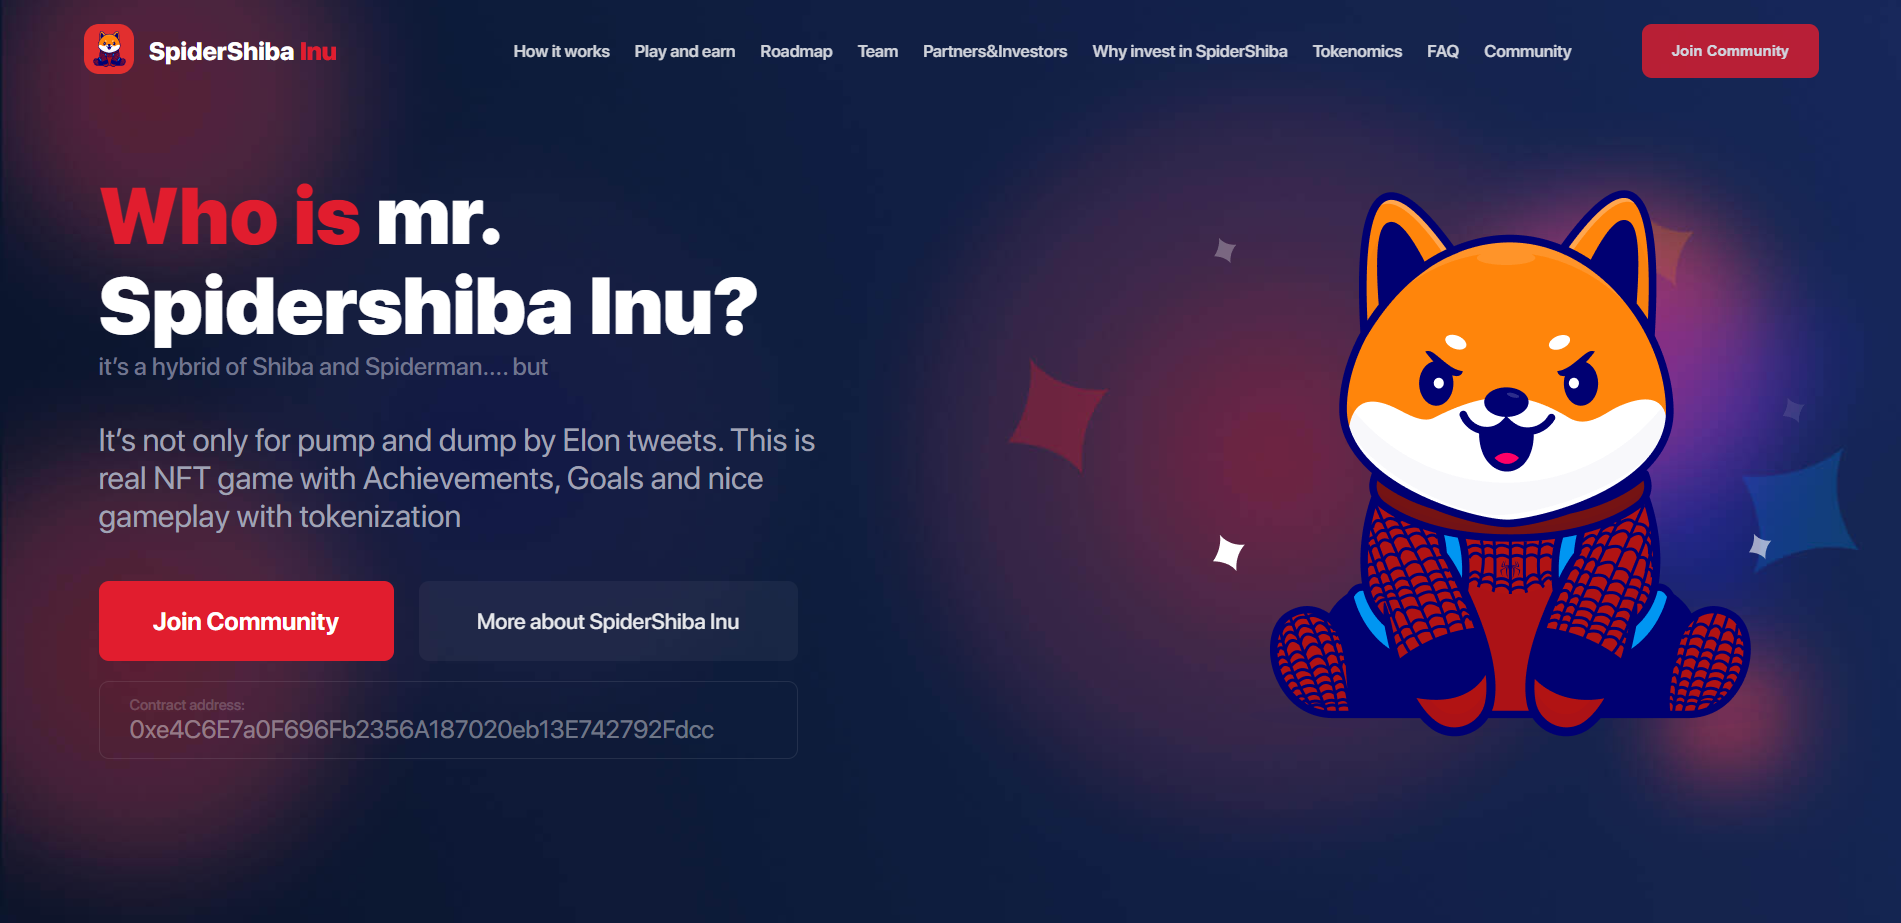 SpiderShiba Inu
How it works
Play and earn
Roadmap
Team
Partners&Investors
Why invest in SpiderShiba
Tokenomics
FAQ
Community
Join Community
Who is mr.
Spidershiba Inu?
it's a hybrid of Shiba and Spiderman.... but
It's not only for pump and dump by Elon tweets. This is
real NFT game with Achievements, Goals and nice
gameplay with tokenization
Join Community
More about SpiderShiba Inu
Contract address:
0xe4C6E7a0F696Fb2356A187020eb13E742792Fdcc